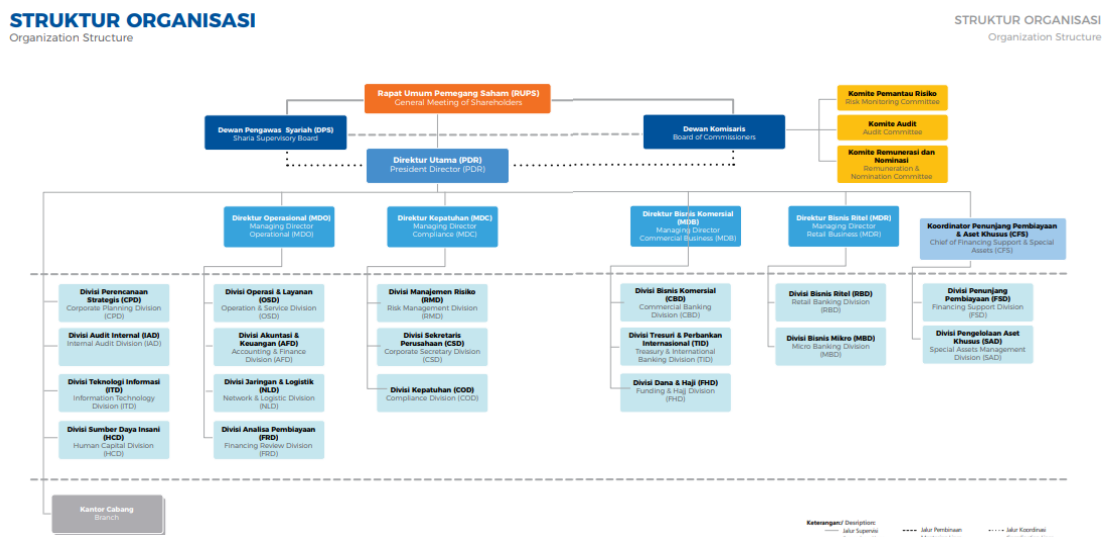 STRUKTUR ORGANISASI
Organization Structure
STRUKTUR ORGANISASI
Organization Structure
Rapat Umum Pemegang Saham (RUPS)
General Meeting of Shareholders
Komite Pemantau Risiko
Risk Monitoring Committee
Dewan Pengawas Syariah (DPS)
Sharia Supervisory Board
Dewan Komisaris
Board of Commissioners
Komite Audit
Audit Committee
Direktur Utama (PDR)
President Director (PDR)
Komite Remunerasi dan
Nominasi
Remuneration &
Nomination Committee
Direktur Operasional (MDO)
Managing Director
Operational (MDO)
Direktur Kepatuhan (MDC)
Managing Director
Compliance (MDC)
Direktur Bisnis Komersial
(MDB)
Managing Director
Commercial Business (MDB)
Direktur Bisnis Ritel (MDR)
Managing Director
Retail Business (MDR)
Koordinator Penunjang Pembiayaan
& Aset Khusus (CFS)
Chief of Financing Support & Special
Assets (CFS)
Divisi Perencanaan
Strategis (CPD)
Corporate Planning Division
(CPD)
Divisi Audit Internal (IAD)
Internal Audit Division (IAD)
Divisi Teknologi Informasi
(ITD)
Information Technology
Division (ITD)
Divisi Sumber Daya Insani
(HCD)
Human Capital Division
(HCD)
Divisi Operasi & Layanan
(OSD)
Operation & Service Division
(OSD)
Divisi Akuntasi &
Keuangan (AFD)
Accounting & Finance
Division (AFD)
Divisi Jaringan & Logistik
(NLD)
Network & Logistic Division
(NLD)
Divisi Analisa Pembiayaan
(FRD)
Financing Review Division
(FRD)
Divisi Manajemen Risiko
(RMD)
Risk Management Division
(RMD)
Divisi Sekretaris
Perusahaan (CSD)
Corporate Secretary Division
(CSD)
Divisi Kepatuhan (COD)
Compliance Division (COD)
Divisi Bisnis Komersial
(CBD)
Commercial Banking
Division (CBD)
Divisi Tresuri & Perbankan
Internasional (TID)
Treasury & International
Banking Division (TID)
Divisi Dana & Haji (FHD)
Funding & Hajj Division
(FHD)
Divisi Bisnis Ritel (RBD)
Retail Banking Division
(RBD)
Divisi Bisnis Mikro (MBD)
Micro Banking Division
(MBD)
Divisi Penunjang
Pembiayaan (FSD)
Financing Support Division
(FSD)
Divisi Pengelolaan Aset
Khusus (SAD)
Special Assets Management
Division (SAD)
Kantor Cabang
Branch
Keterangan/ Desription:
Jalur Supervisi
Jalur Pembinaan
Jalur Koordinasi